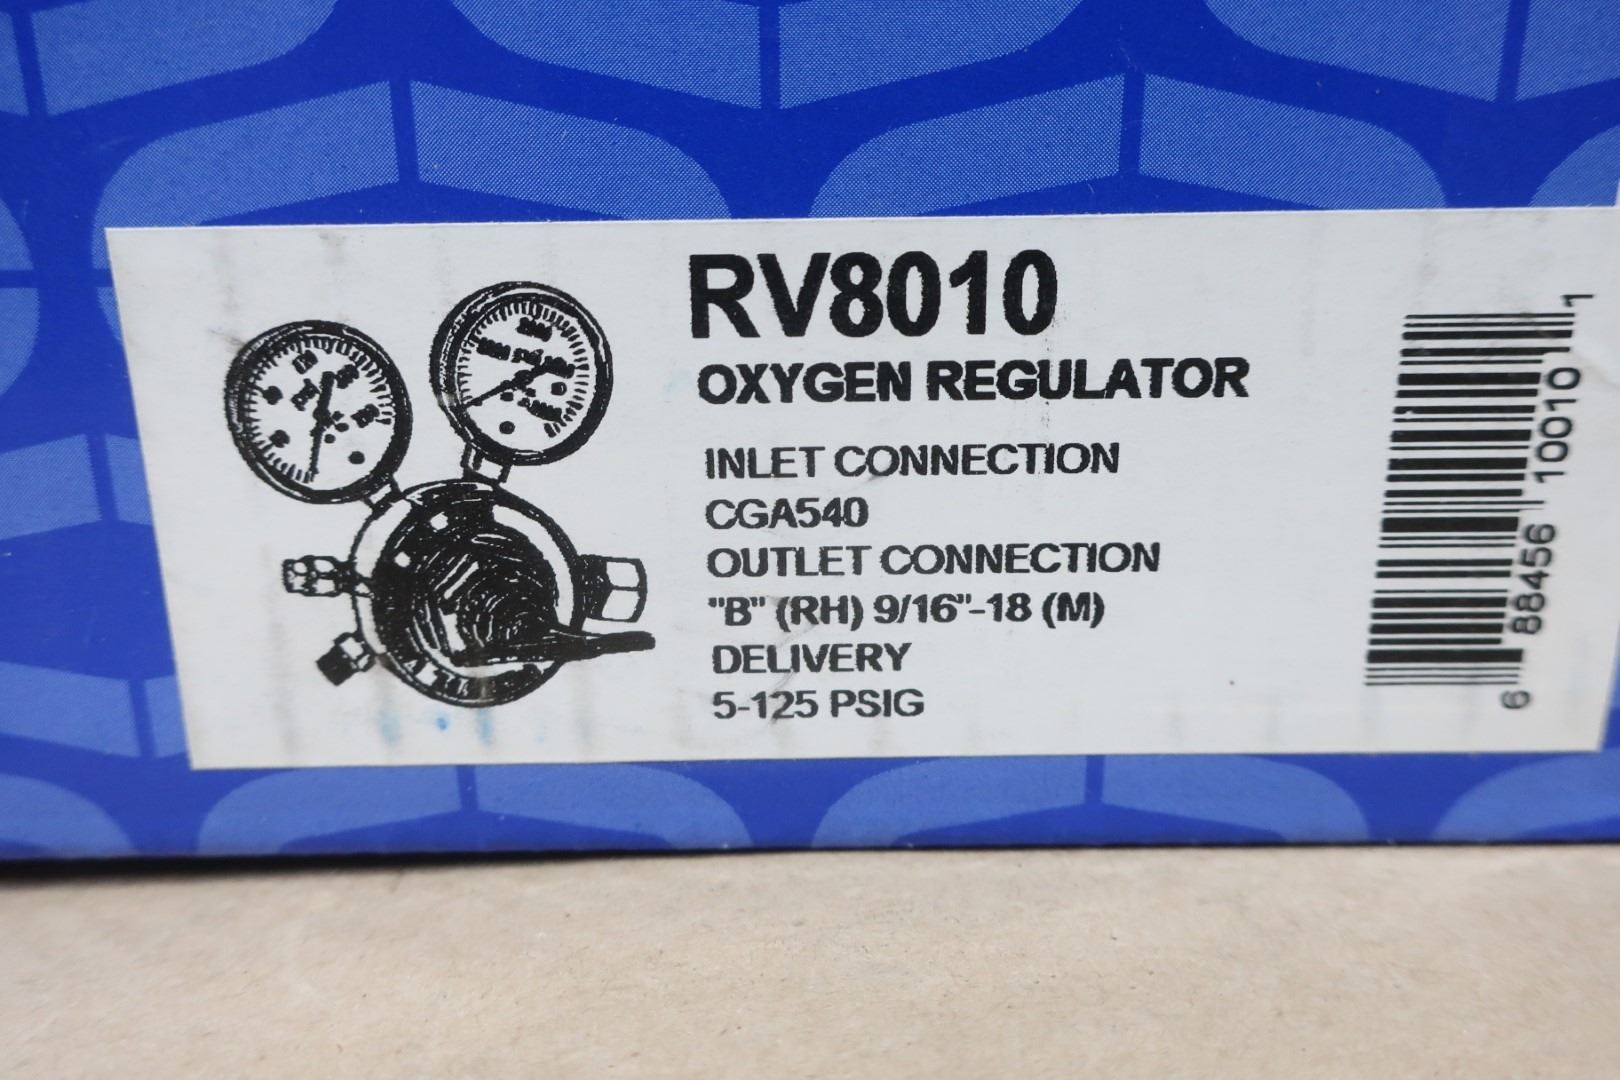 RV8010
OXYGEN REGULATOR
INLET CONNECTION
CGA540
OUTLET CONNECTION
"B" (RH) 9/16"-18 (M)
DELIVERY
5-125 PSIG
6 88456 10010 1